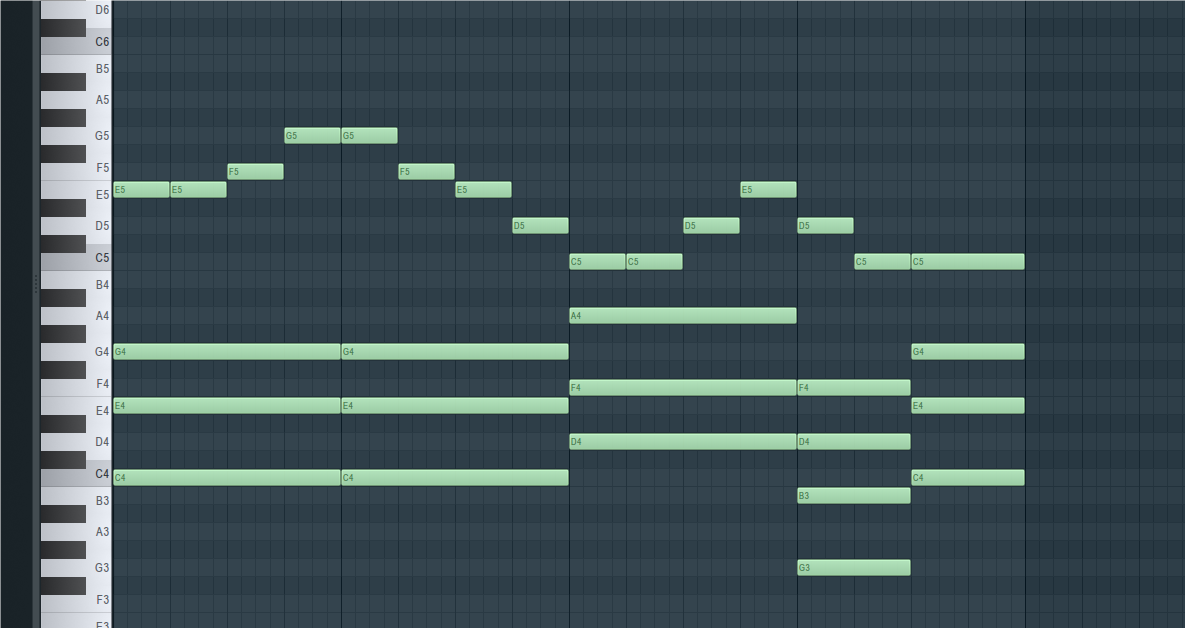 D6
C6
B5
A5
G5 G5 G5
F5 F5 F5
E5 E5 E5 E5 E5
D5 D5 D5 D5
C5 C5 C5 C5 C5
B4
A4 A4
G4 G4 G4 G4
F4 F4 F4
E4 E4 E4 E4
D4 D4 D4
C4 C4 C4 C4
B3 B3
A3
G3 G3
F3
E3